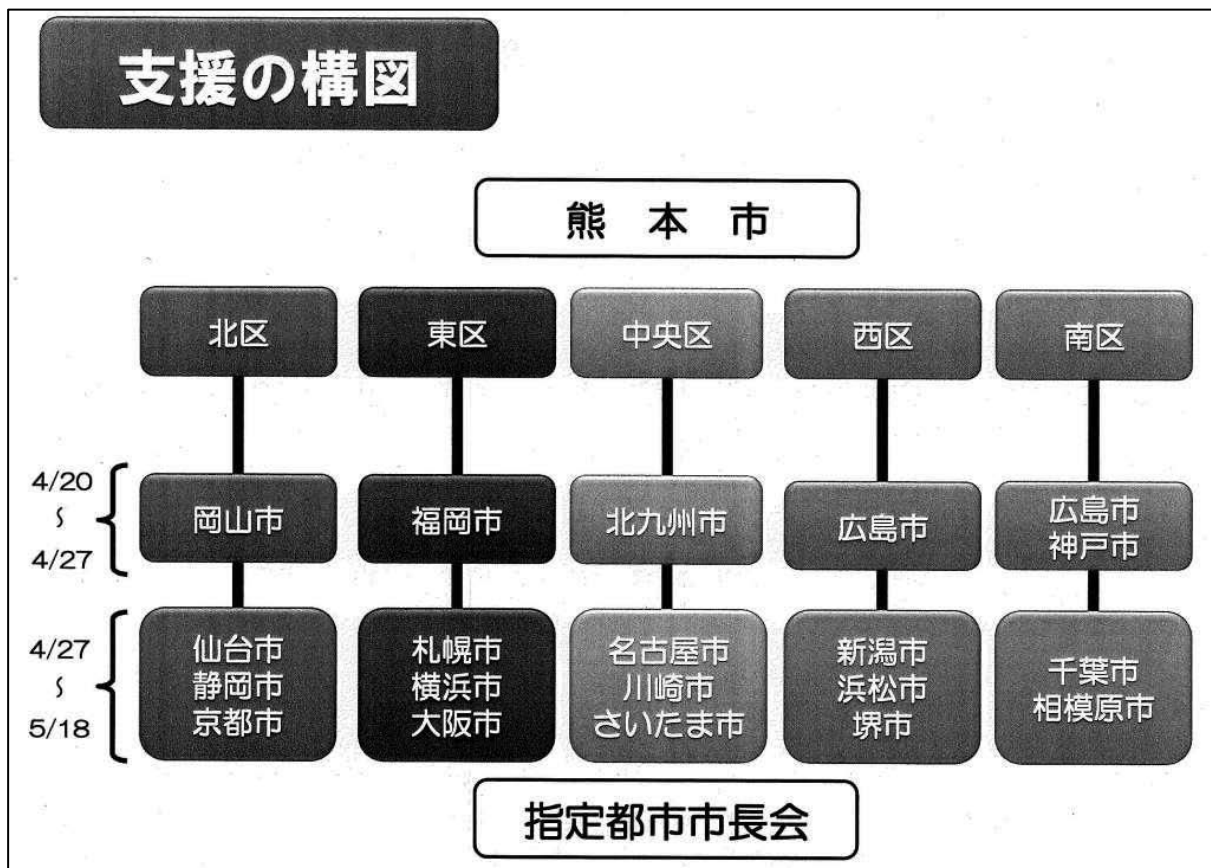 支援の構図
熊本市
北区
東区
中央区
西区
南区
4/20
〜
4/27
岡山市
福岡市
北九州市
広島市
広島市
神戸市
4/27
〜
5/18
仙台市
静岡市
京都市
札幌市
横浜市
大阪市
名古屋市
川崎市
さいたま市
新潟市
浜松市
堺市
千葉市
相模原市
指定都市市長会